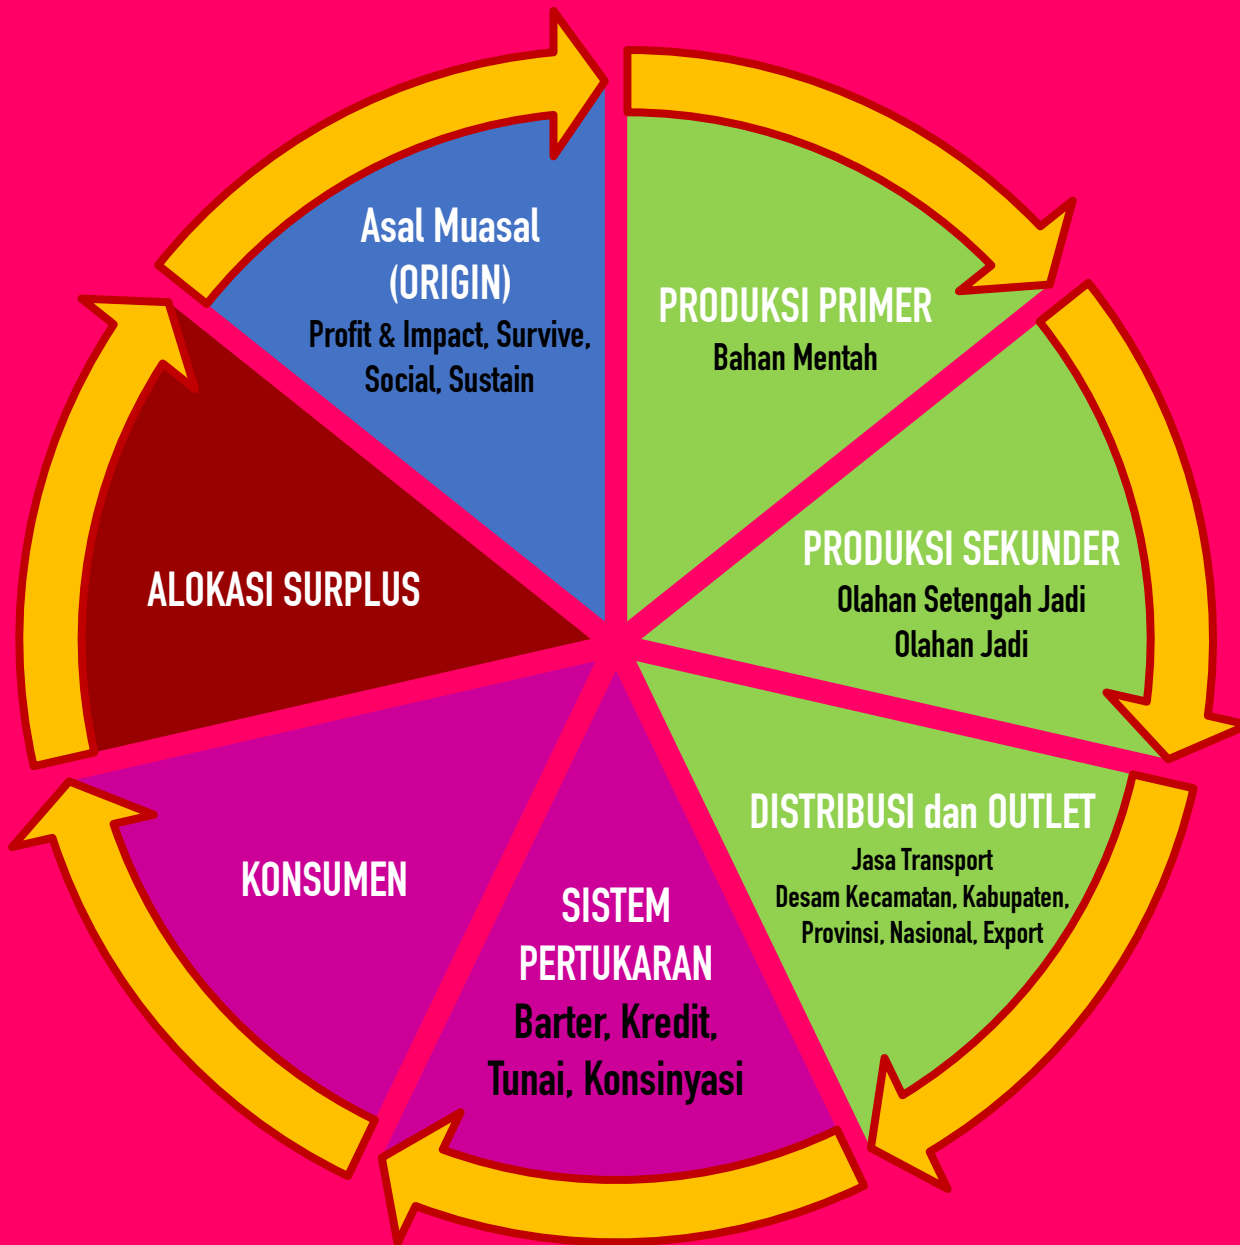 Asal Muasal
(ORIGIN)
Profit & Impact, Survive,
Social, Sustain
PRODUKSI PRIMER
Bahan Mentah
PRODUKSI SEKUNDER
Olahan Setengah Jadi
Olahan Jadi
DISTRIBUSI dan OUTLET
Jasa Transport
Desam Kecamatan, Kabupaten,
Provinsi, Nasional, Export
SISTEM
PERTUKARAN
Barter, Kredit,
Tunai, Konsinyasi
KONSUMEN
ALOKASI SURPLUS